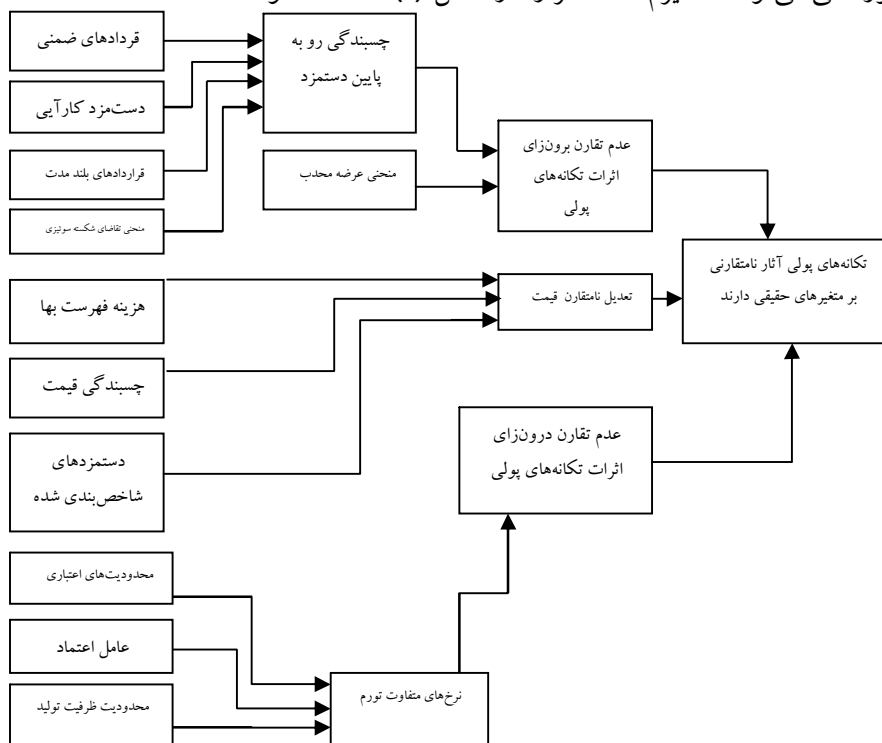 قردادهای ضمنی
چسبندگی رو به
پایین دستمزد
دست‌مزد کارآیی
عدم تقارن برون‌زای
اثرات تکانه‌های
پولی
قراردادهای بلند مدت
منحنی عرضه محدب
منحنی تقاضای شکسته سوئیزی
تکانه‌های پولی آثار نامتقارنی
بر متغیرهای حقیقی دارند
هزینه فهرست بها
تعدیل نامتقارن قیمت
چسبندگی قیمت
عدم تقارن درون‌زای
اثرات تکانه‌های پولی
دستمزدهای
شاخص‌بندی شده
محدودیت‌های اعتباری
عامل اعتماد
نرخ‌های متفاوت تورم
محدودیت ظرفیت تولید